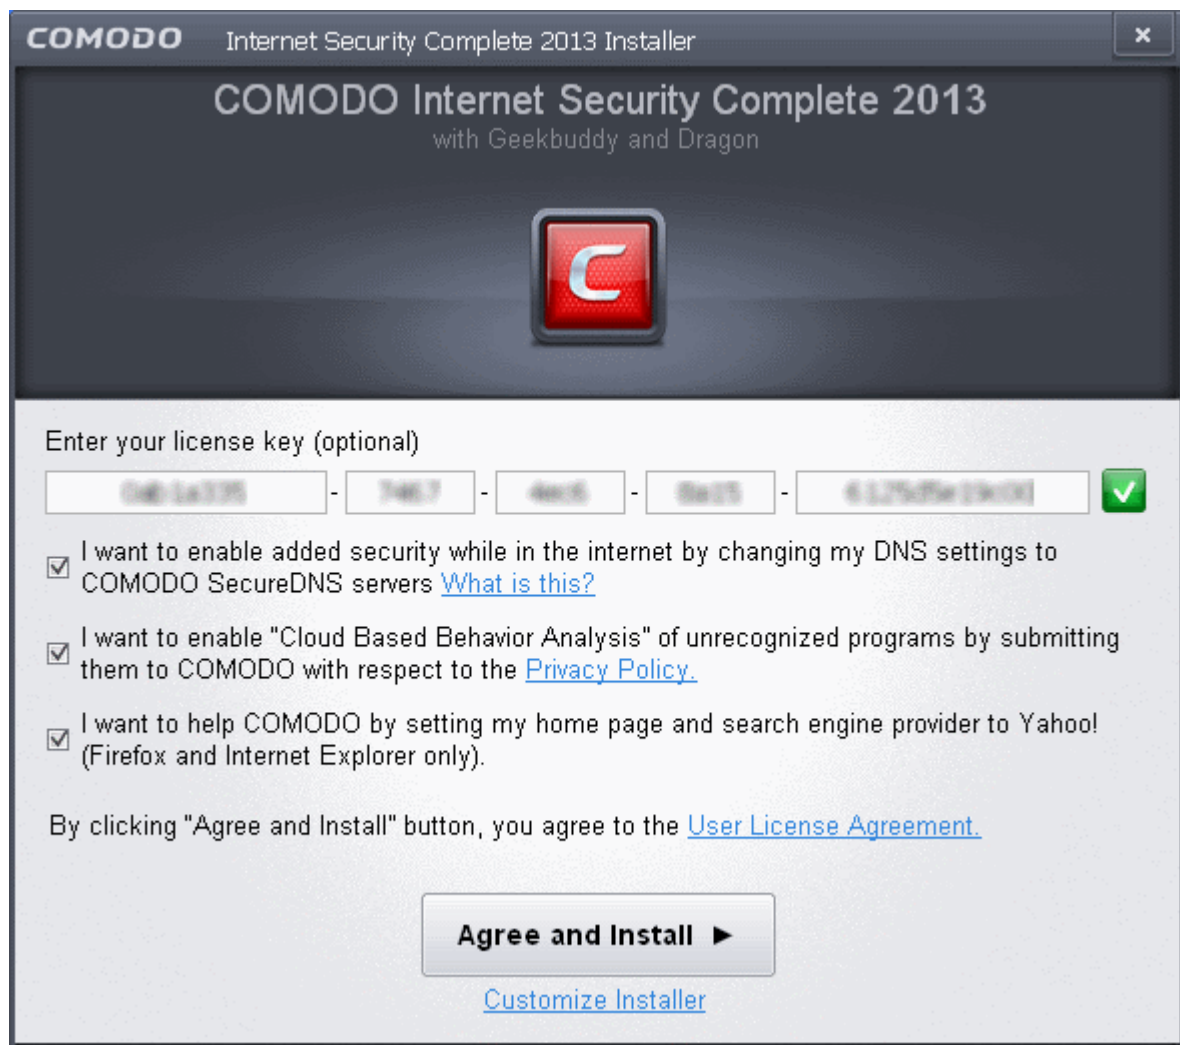 COMODO Internet Security Complete 2013 Installer
COMODO Internet Security Complete 2013
with Geekbuddy and Dragon
Enter your license key (optional)
- - - -
I want to enable added security while in the internet by changing my DNS settings to
COMODO SecureDNS servers What is this?
I want to enable "Cloud Based Behavior Analysis" of unrecognized programs by submitting
them to COMODO with respect to the Privacy Policy.
I want to help COMODO by setting my home page and search engine provider to Yahoo!
(Firefox and Internet Explorer only).
By clicking "Agree and Install" button, you agree to the User License Agreement.
Agree and Install ►
Customize Installer